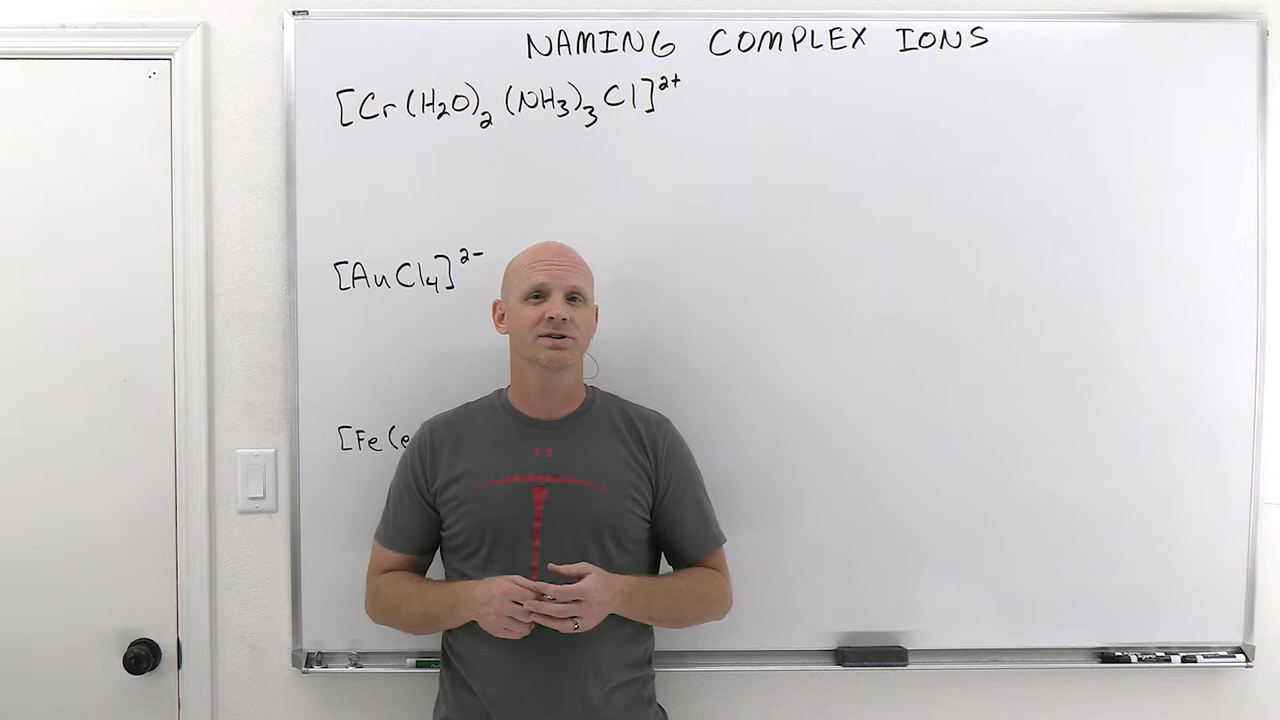 NAMING COMPLEX IONS
[Cr(H₂O)₂(NH₃)₃Cl]²⁺
[AuCl₄]²⁻
[Fe(e